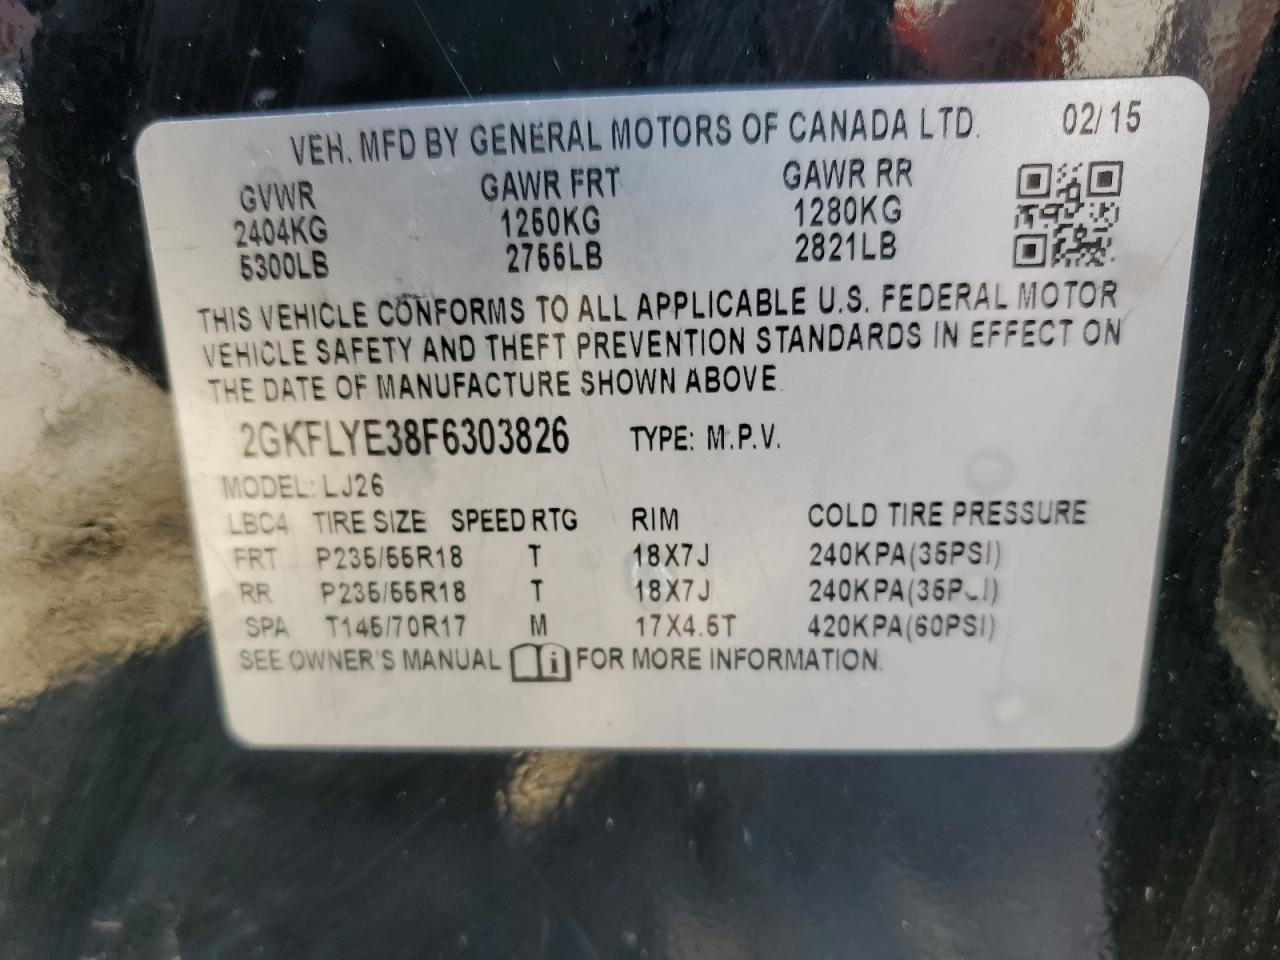 VEH. MFD BY GENERAL MOTORS OF CANADA LTD. 02/15
GVWR GAWR FRT GAWR RR
2404KG 1250KG 1280KG
5300LB 2756LB 2821LB
THIS VEHICLE CONFORMS TO ALL APPLICABLE U.S. FEDERAL MOTOR
VEHICLE SAFETY AND THEFT PREVENTION STANDARDS IN EFFECT ON
THE DATE OF MANUFACTURE SHOWN ABOVE.
2GKFLYE38F6303826 TYPE: M.P.V.
MODEL: LJ26
LBC4 TIRE SIZE SPEED RTG RIM COLD TIRE PRESSURE
FRT P235/55R18 T 18X7J 240KPA(35PSI)
RR P235/55R18 T 18X7J 240KPA(35PSI)
SPA T145/70R17 M 17X4.5T 420KPA(60PSI)
SEE OWNER'S MANUAL i FOR MORE INFORMATION.